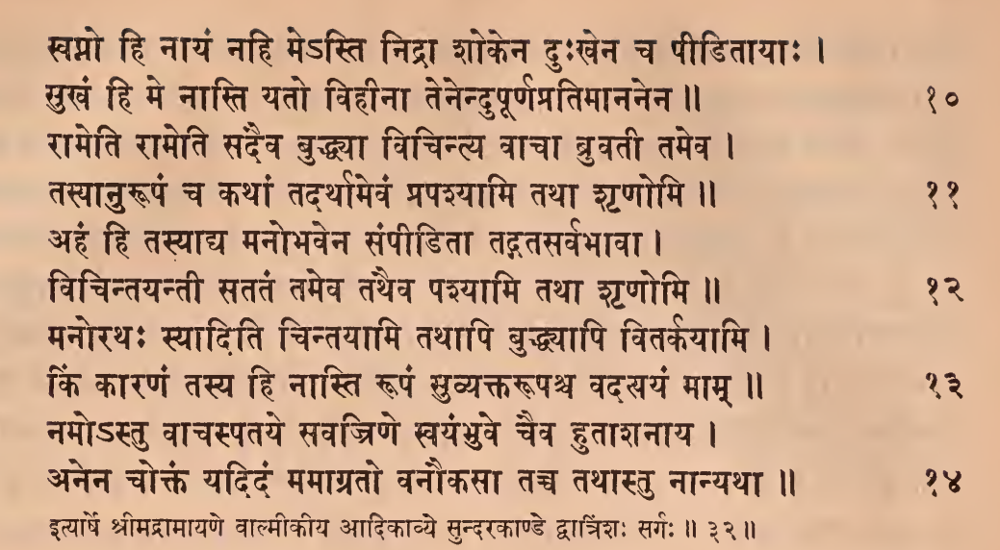 स्वप्नो हि नायं नहि मेऽस्ति निद्रा शोकेन दुःखेन च पीडितायाः ।
सुखं हि मे नास्ति यतो विहीना तेनेन्दुपूर्णप्रतिमाननेन ॥ १०
रामेति रामेति सदैव बुद्ध्या विचिन्त्य वाचा ब्रुवती तमेव ।
तस्यानुरूपं च कथां तदर्थामेवं प्रपश्यामि तथा शृणोमि ॥ ११
अहं हि तस्याद्य मनोभवेन संपीडिता तद्गतसर्वभावा ।
विचिन्तयन्ती सततं तमेव तथैव पश्यामि तथा शृणोमि ॥ १२
मनोरथः स्यादिति चिन्तयामि तथापि बुद्ध्यापि वितर्कयामि ।
किं कारणं तस्य हि नास्ति रूपं सुव्यक्तरूपश्च वदत्ययं माम् ॥ १३
नमोऽस्तु वाचस्पतये सवज्रिणे स्वयंभुवे चैव हुताशनाय ।
अनेन चोक्तं यदिदं ममाग्रतो वनौकसा तच्च तथास्तु नान्यथा ॥ १४
इत्यार्षे श्रीमद्रामायणे वाल्मीकीय आदिकाव्ये सुन्दरकाण्डे द्वात्रिंशः सर्गः ॥ ३२ ॥